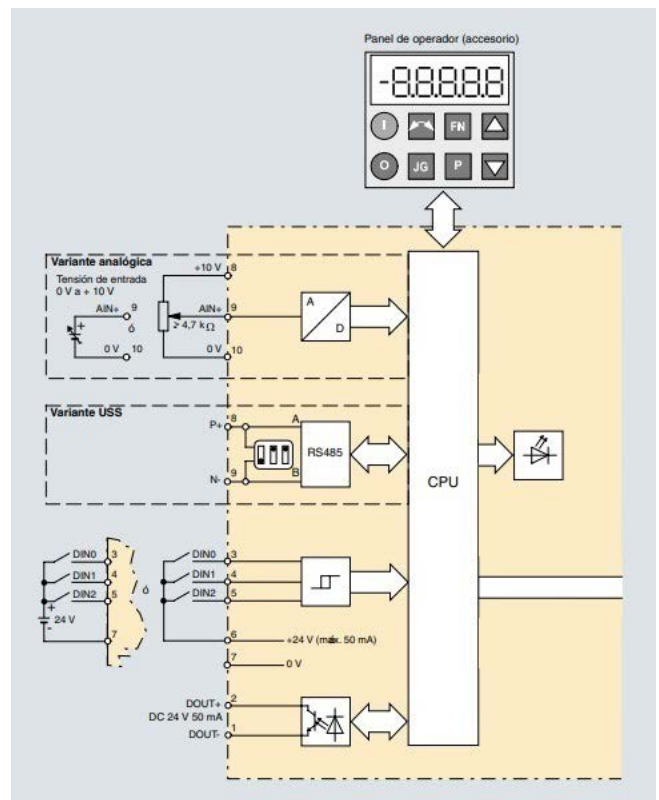 Panel de operador (accesorio)
-8.8.8.8.8
I
FN
O
JG
P
Variante analógica
Tensión de entrada
0 V a + 10 V
AIN+ 9
ó
0 V 10
+10 V 8
AIN+ 9
≥ 4,7 kΩ
0 V 10
A
D
Variante USS
P+ 8
A
N- 9
B
RS485
CPU
DIN0 3
DIN1 4
DIN2 5
+
24 V
-
7
ó
DIN0 3
DIN1 4
DIN2 5
6 +24 V (máx. 50 mA)
7 0 V
DOUT+ 2
DC 24 V 50 mA
DOUT- 1